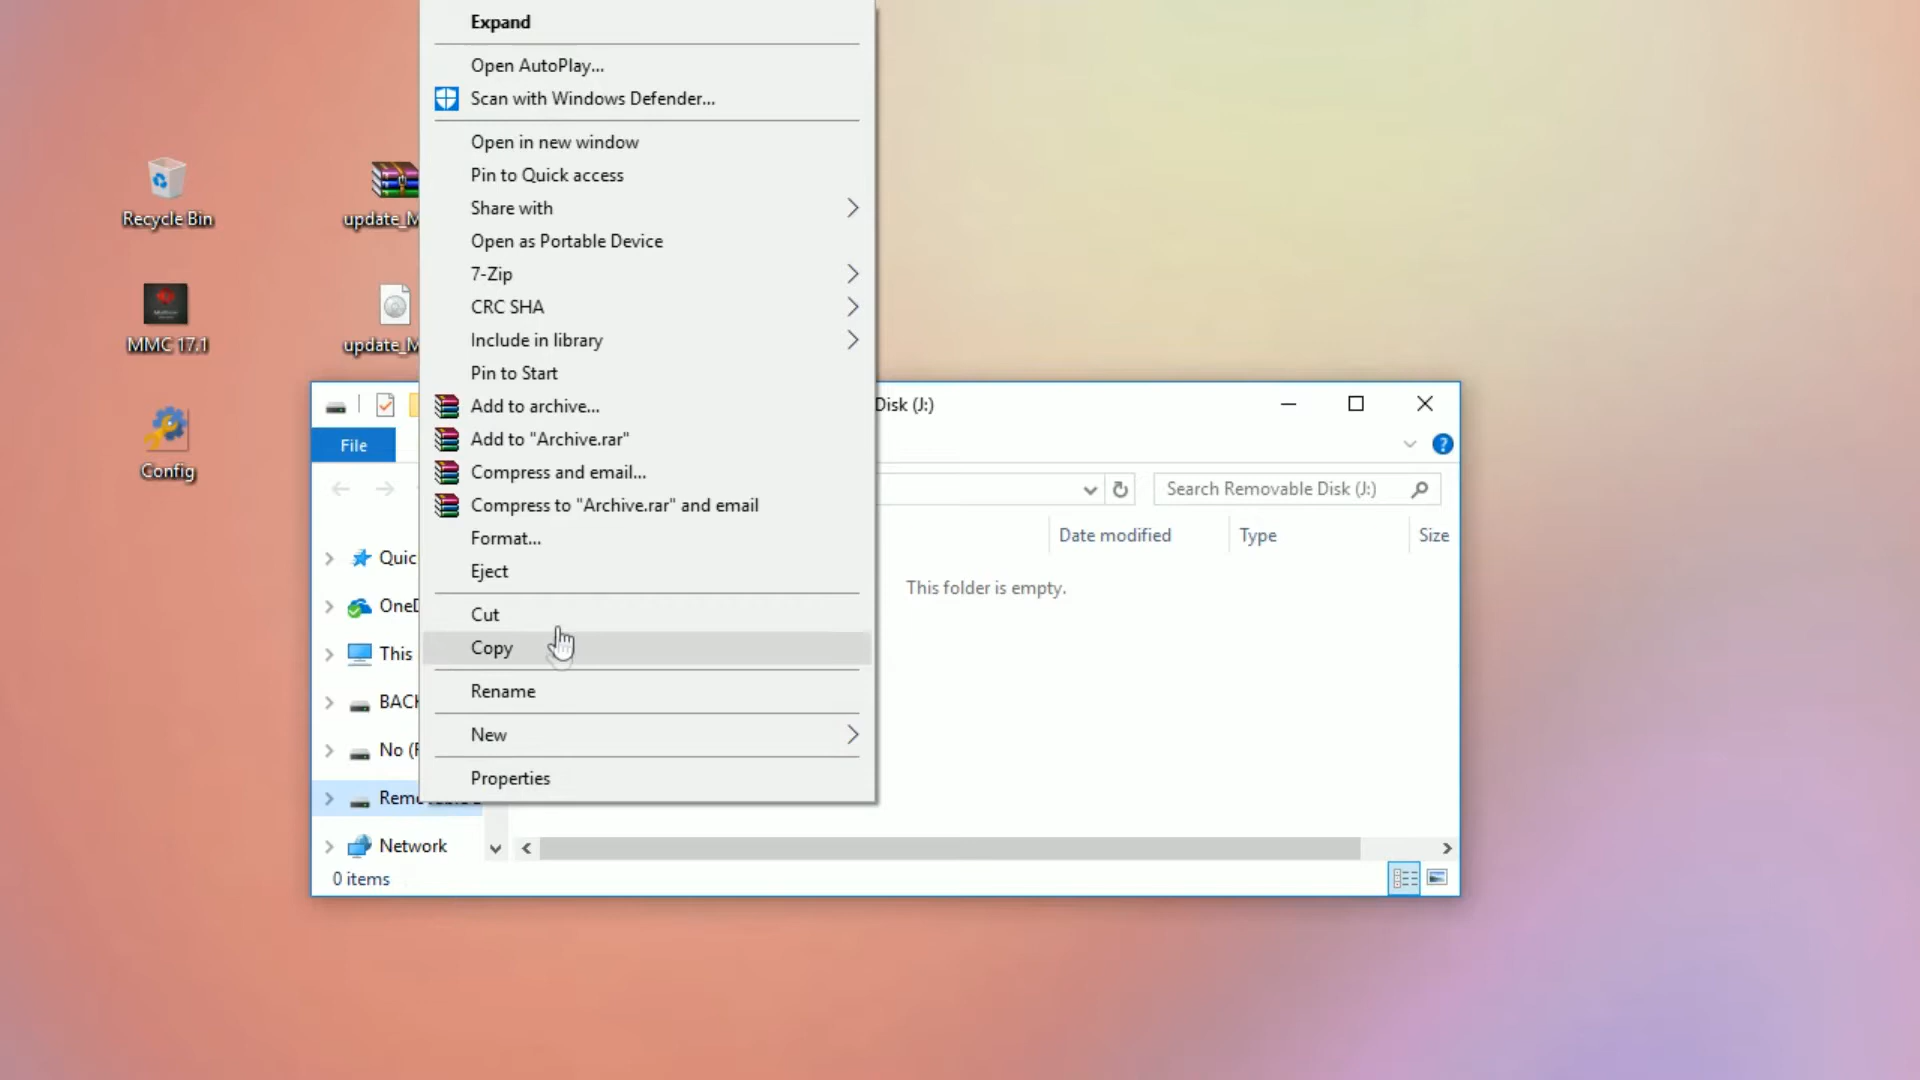 Expand
Open AutoPlay...
Scan with Windows Defender...
Open in new window
Pin to Quick access
Share with
Open as Portable Device
7-Zip
CRC SHA
Include in library
Pin to Start
Add to archive...
Add to "Archive.rar"
Compress and email...
Compress to "Archive.rar" and email
Format...
Eject
Cut
Copy
Rename
New
Properties
Recycle Bin
update_M
MMC 17.1
update_M
Config
Disk (J:)
File
Search Removable Disk (J:)
Date modified
Type
Size
This folder is empty.
Quic
OneD
This
BACK
No (F
Network
0 items